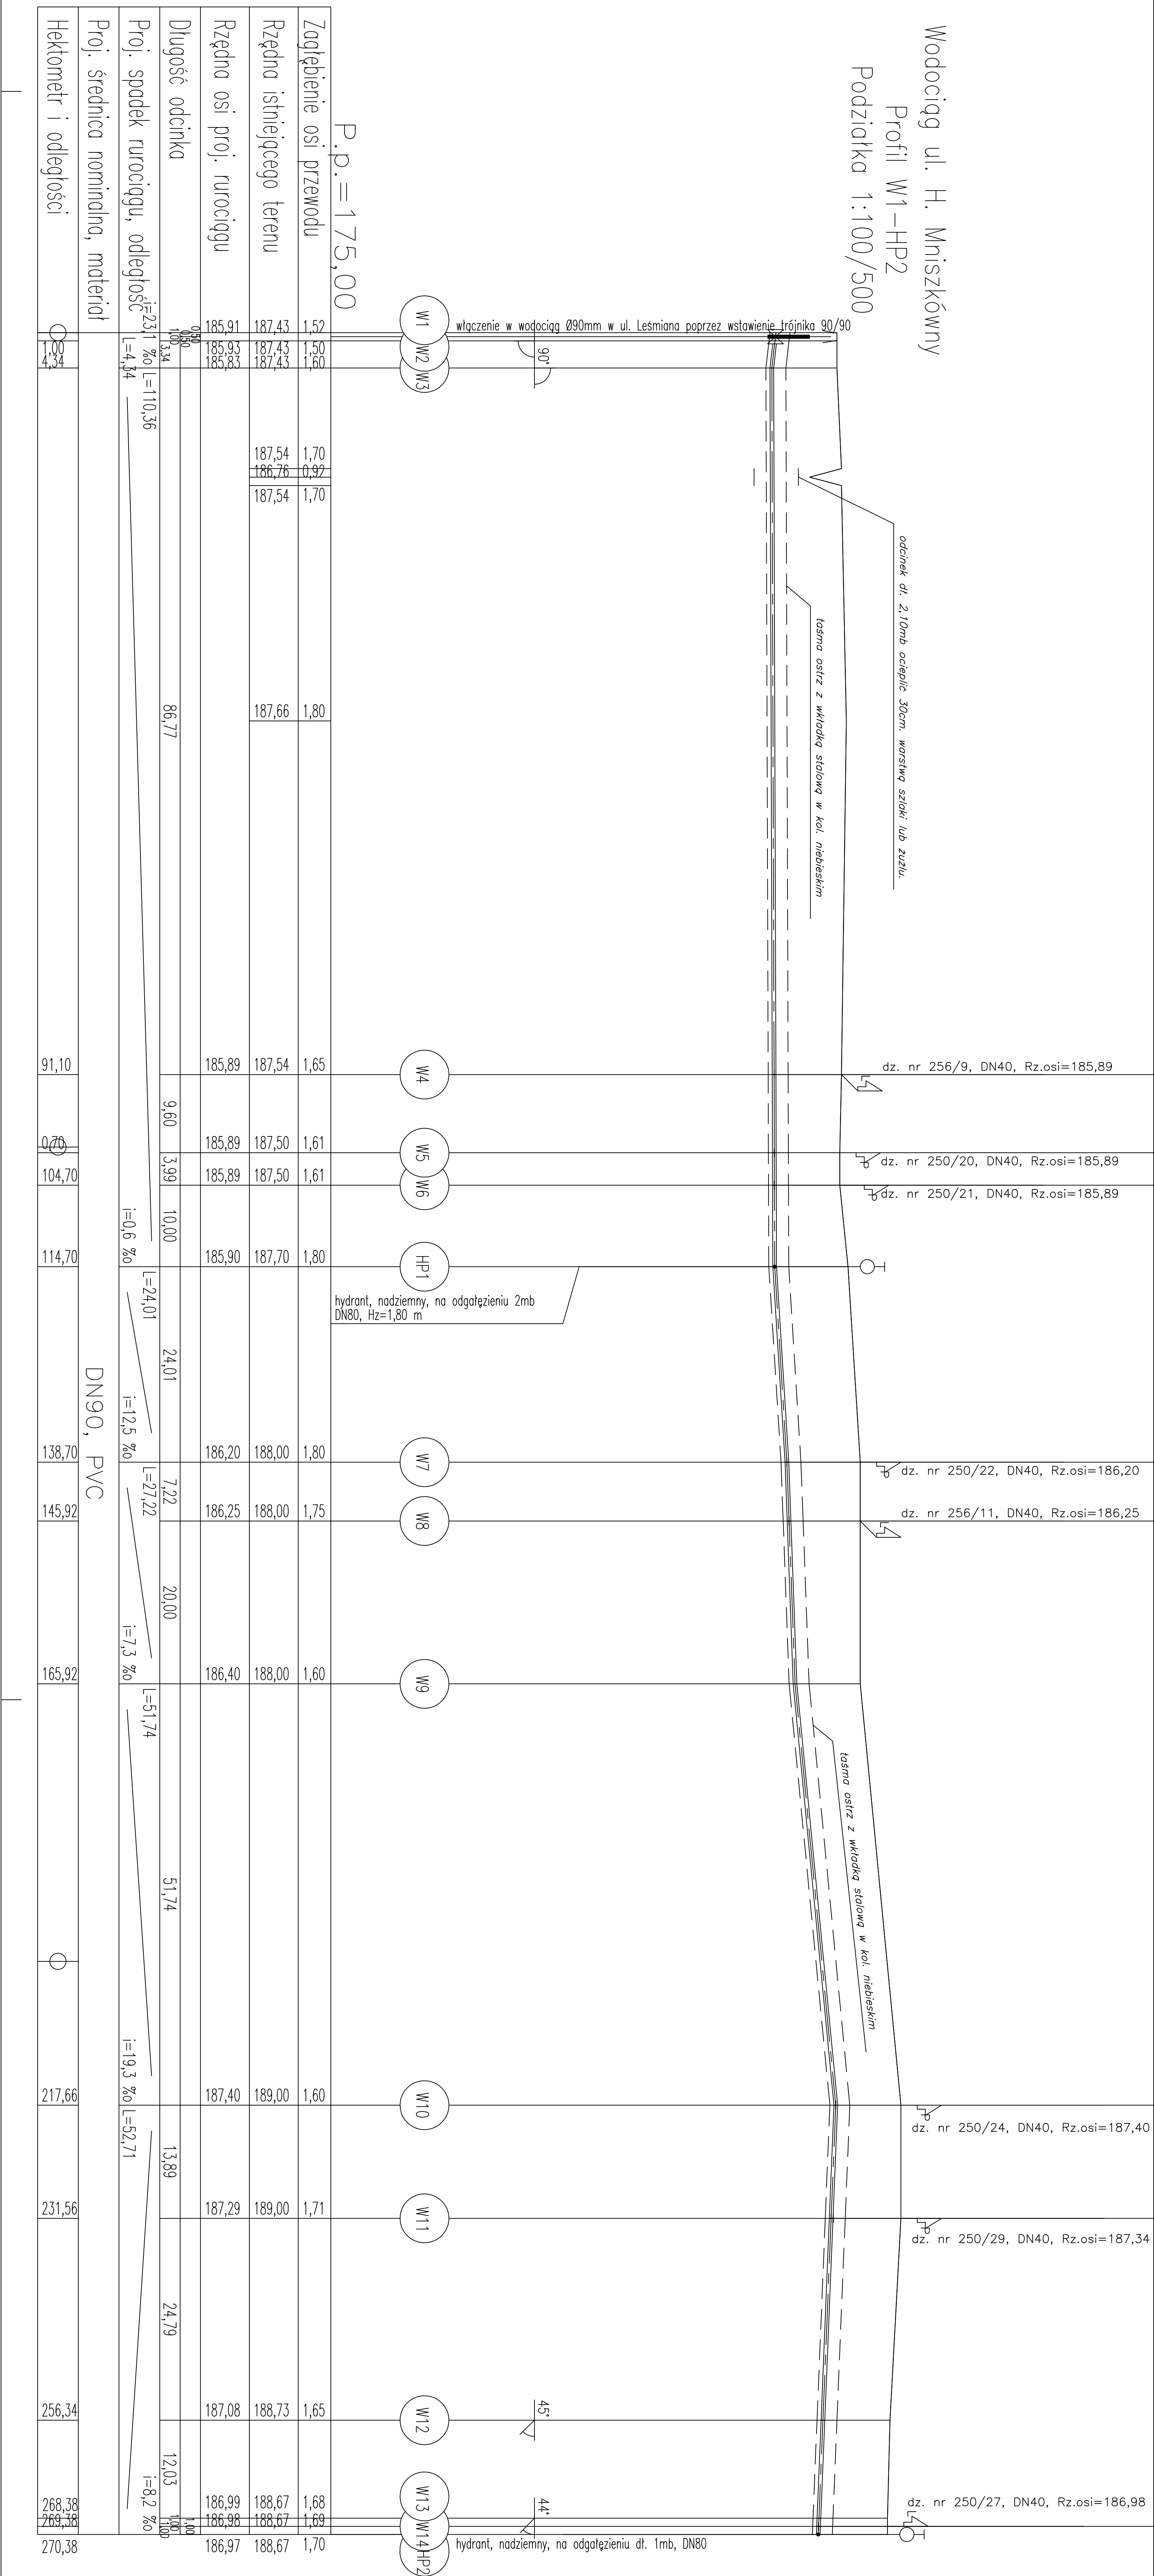 Wodociąg ul. H. Mniszkówny
Profil W1-HP2
Podziałka 1:100/500
odcinek dł. 2,10mb ocieplić 30cm. warstwą szlaki lub żużlu.
taśma ostrz z wkładką stalową w kol. niebieskim
taśma ostrz z wkładką stalową w kol. niebieskim
dz. nr 256/9, DN40, Rz.osi=185,89
dz. nr 250/20, DN40, Rz.osi=185,89
dz. nr 250/21, DN40, Rz.osi=185,89
dz. nr 250/22, DN40, Rz.osi=186,20
dz. nr 256/11, DN40, Rz.osi=186,25
dz. nr 250/24, DN40, Rz.osi=187,40
dz. nr 250/29, DN40, Rz.osi=187,34
dz. nr 250/27, DN40, Rz.osi=186,98
włączenie w wodociąg Ø90mm w ul. Leśmiana poprzez wstawienie trójnika 90/90
90°
45°
44°
hydrant, nadziemny, na odgałęzieniu 2mb
DN80, Hz=1,80 m
hydrant, nadziemny, na odgałęzieniu dł. 1mb, DN80
W1 W2 W3 W4 W5 W6 HP1 W7 W8 W9 W10 W11 W12 W13 W14 HP2
P.p.=175,00
Zagłębienie osi przewodu
1,52 1,50 1,60 1,70 0,92 1,70 1,80 1,65 1,61 1,61 1,80 1,80 1,75 1,60 1,60 1,71 1,65 1,68 1,69 1,70
Rzędna istniejącego terenu
187,43 187,43 187,43 187,54 186,76 187,54 187,66 187,54 187,50 187,50 187,70 188,00 188,00 188,00 189,00 189,00 188,73 188,67 188,67 188,67
Rzędna osi proj. rurociągu
185,91 185,93 185,83 185,89 185,89 185,89 185,90 186,20 186,25 186,40 187,40 187,29 187,08 186,99 186,98 186,97
Długość odcinka
0,50 0,50 1,00 3,34 86,77 9,60 3,99 10,00 24,01 7,22 20,00 51,74 13,89 24,79 12,03 1,00 1,00 1,00
Proj. spadek rurociągu, odległość
i=23,1 ‰ L=4,34 L=110,36 i=0,6 ‰ L=24,01 i=12,5 ‰ L=27,22 i=7,3 ‰ L=51,74 i=19,3 ‰ L=52,71 i=8,2 ‰
Proj. średnica nominalna, materiał
DN90, PVC
Hektometr i odległości
1,00 4,34 91,10 0,70 104,70 114,70 138,70 145,92 165,92 217,66 231,56 256,34 268,38 269,38 270,38